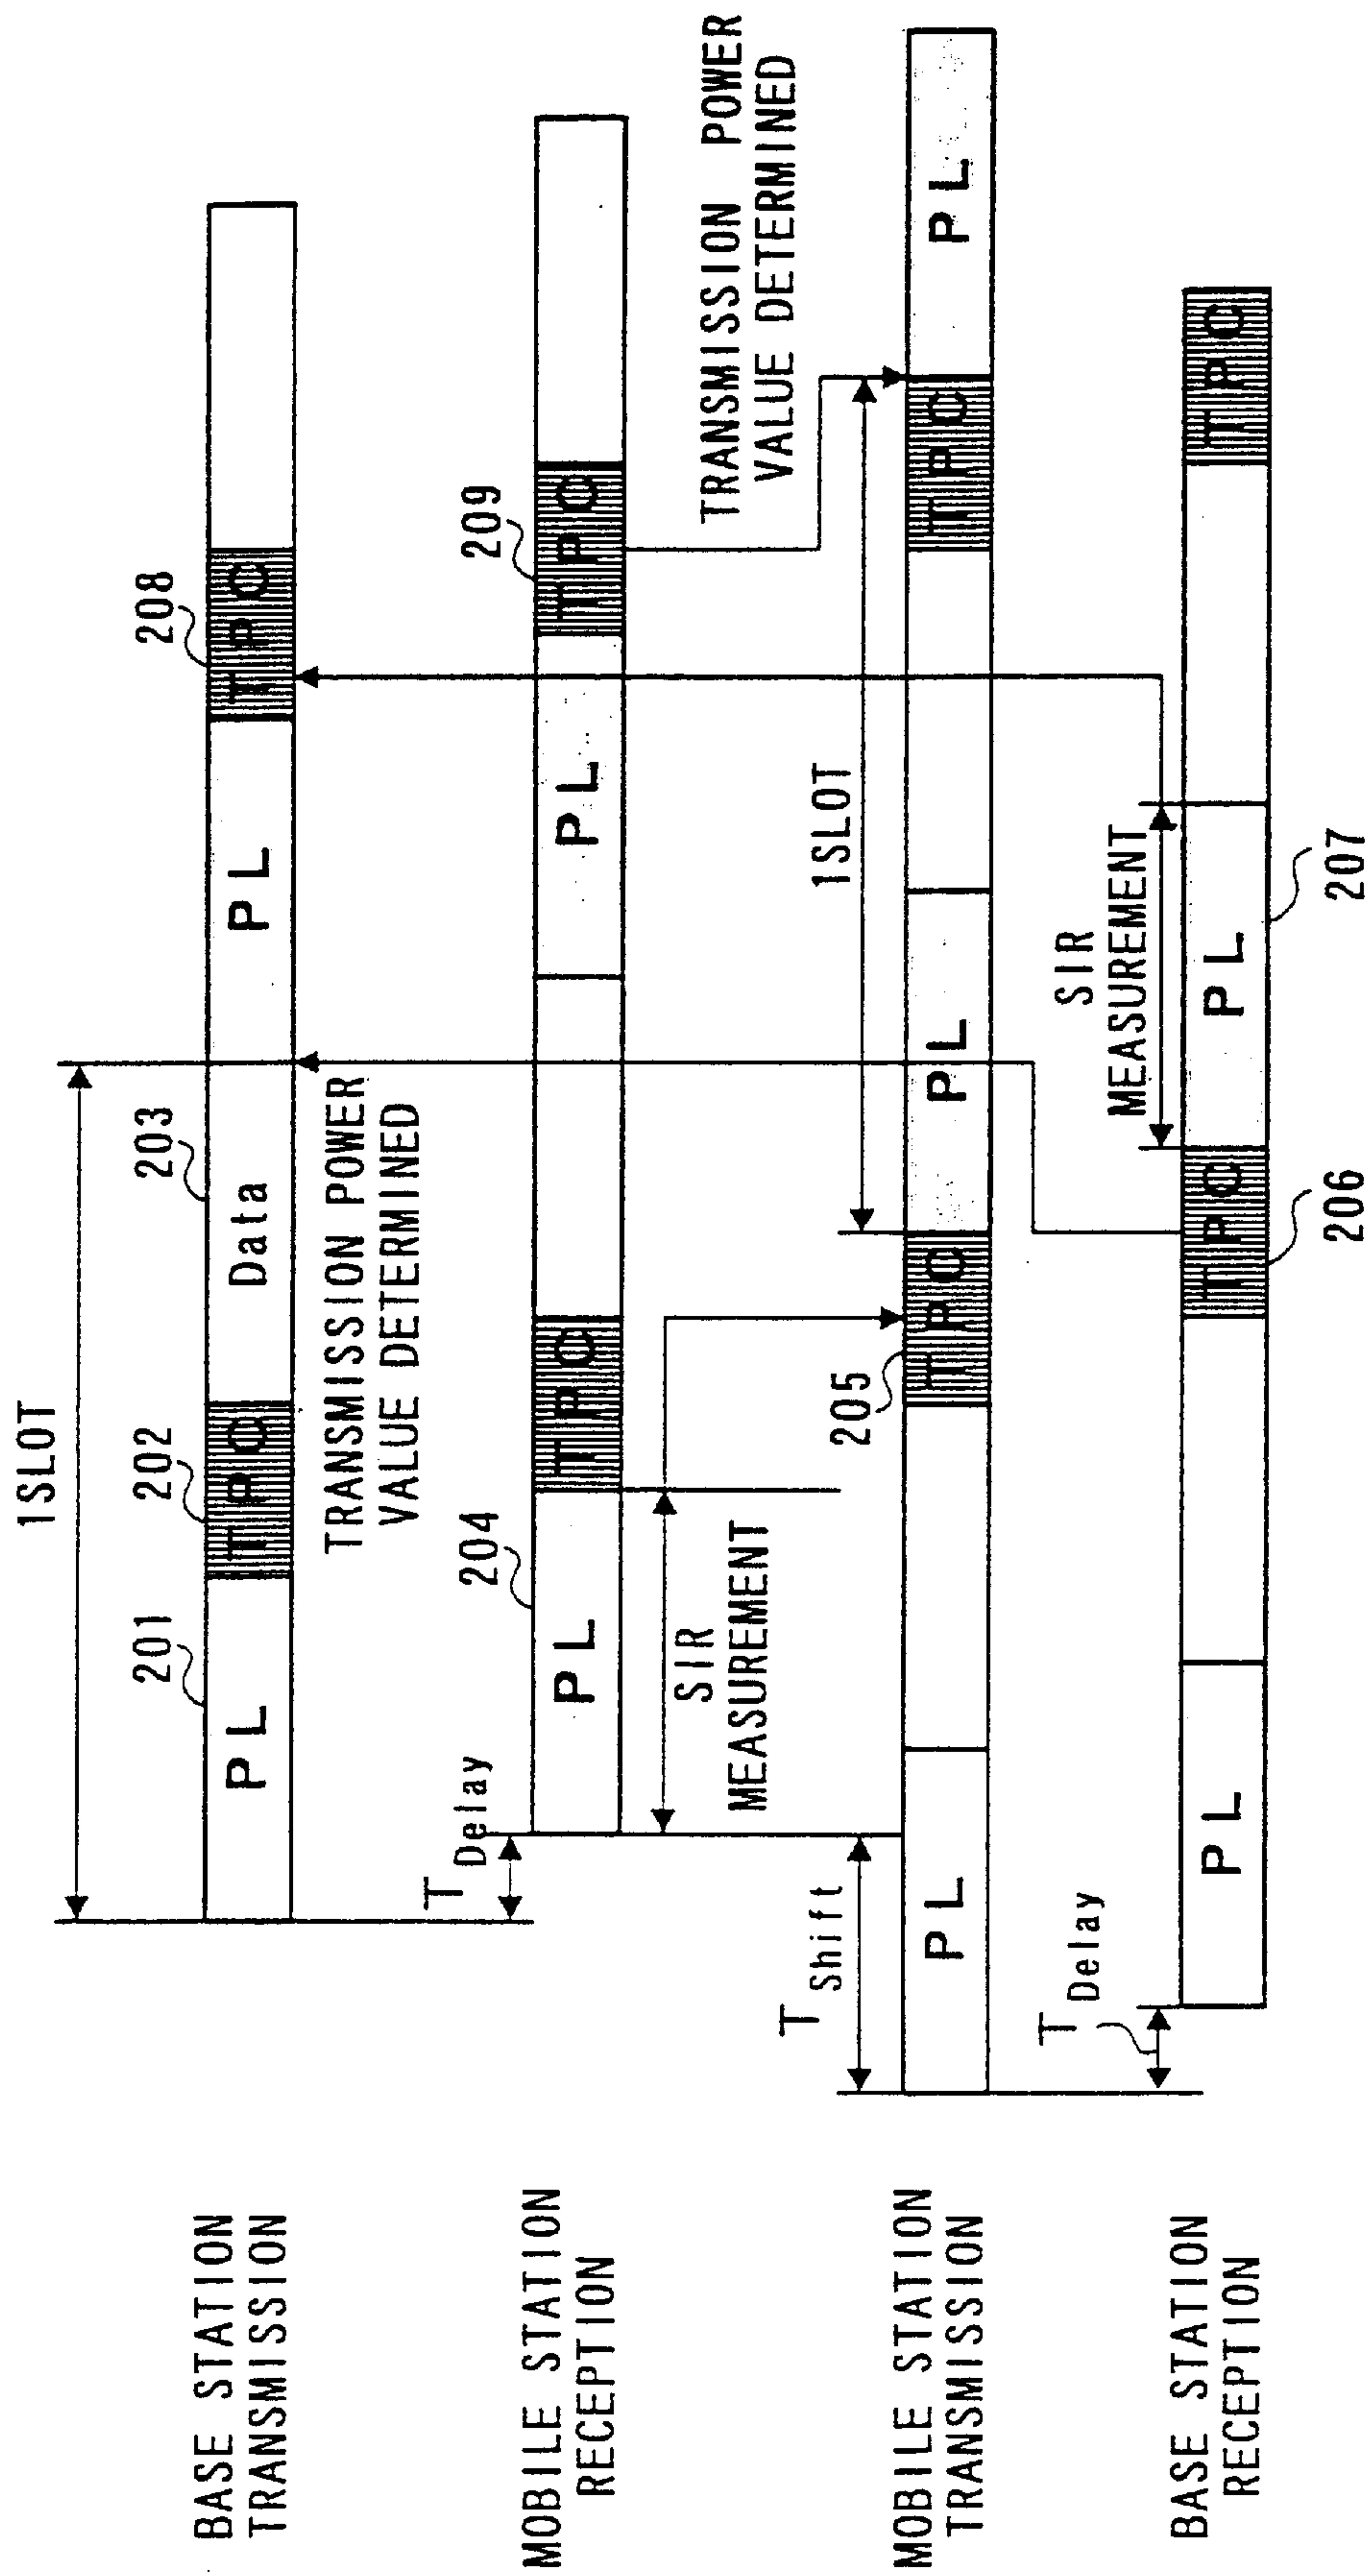 1SLOT
201
202
203
208
BASE STATION
TRANSMISSION
PL
TPC
Data
PL
TPC
TRANSMISSION POWER
VALUE DETERMINED
T Delay
204
209
MOBILE STATION
RECEPTION
PL
TPC
PL
TPC
SIR
MEASUREMENT
TRANSMISSION POWER
VALUE DETERMINED
T Shift
1SLOT
205
MOBILE STATION
TRANSMISSION
PL
TPC
PL
TPC
PL
T Delay
SIR
MEASUREMENT
BASE STATION
RECEPTION
PL
TPC
PL
TPC
206
207